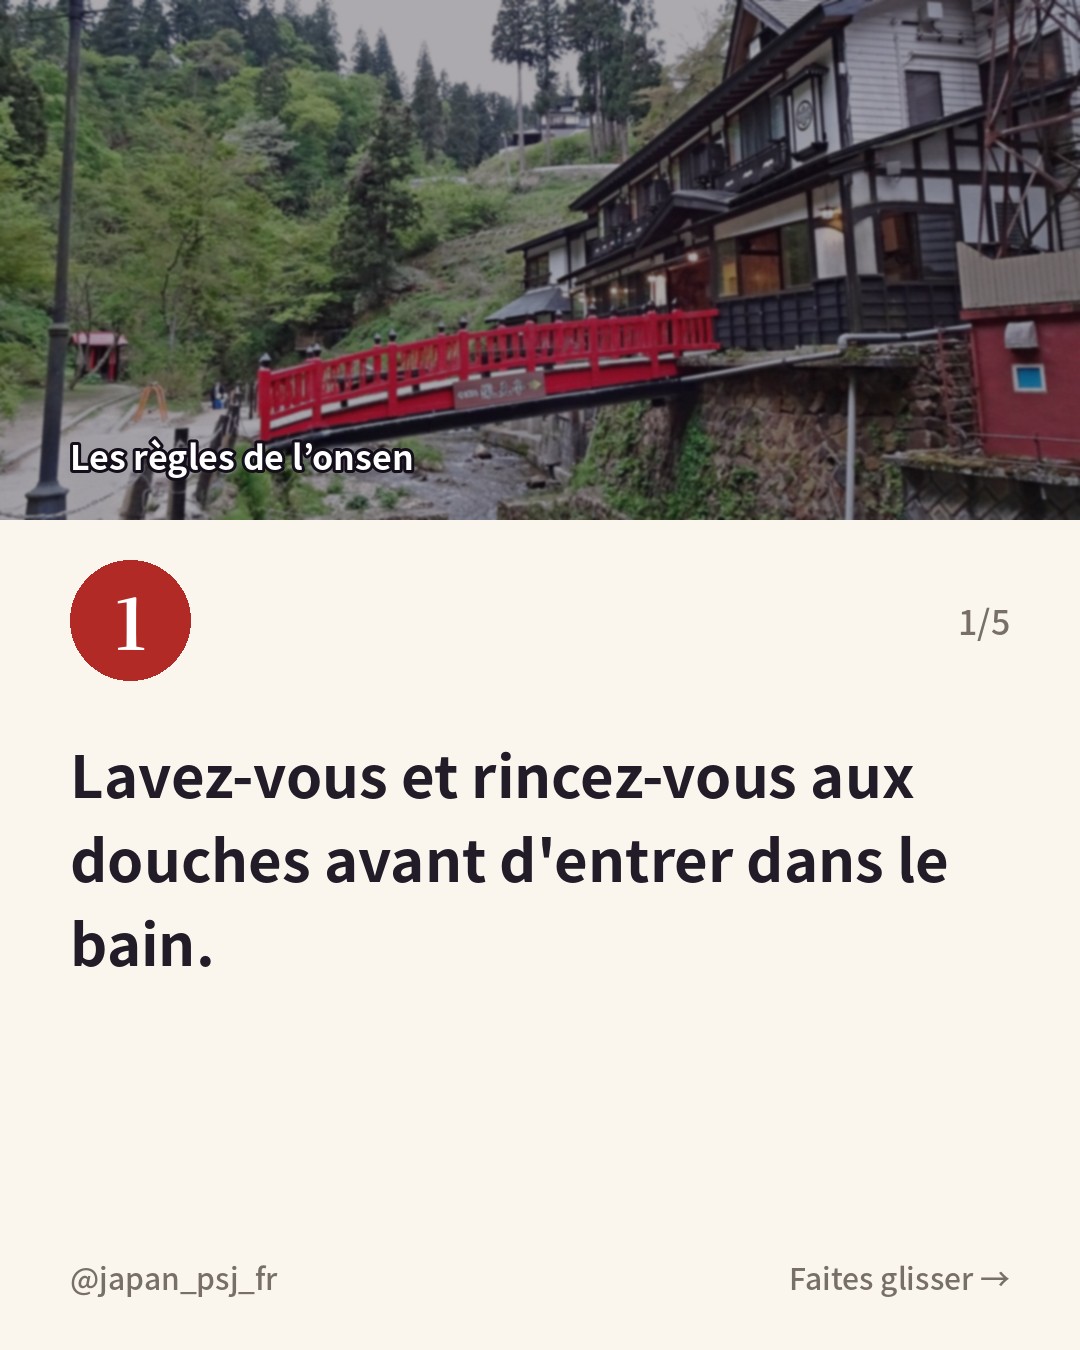 Les règles de l’onsen
1
1/5
Lavez-vous et rincez-vous aux
douches avant d'entrer dans le
bain.
@japan_psj_fr
Faites glisser →